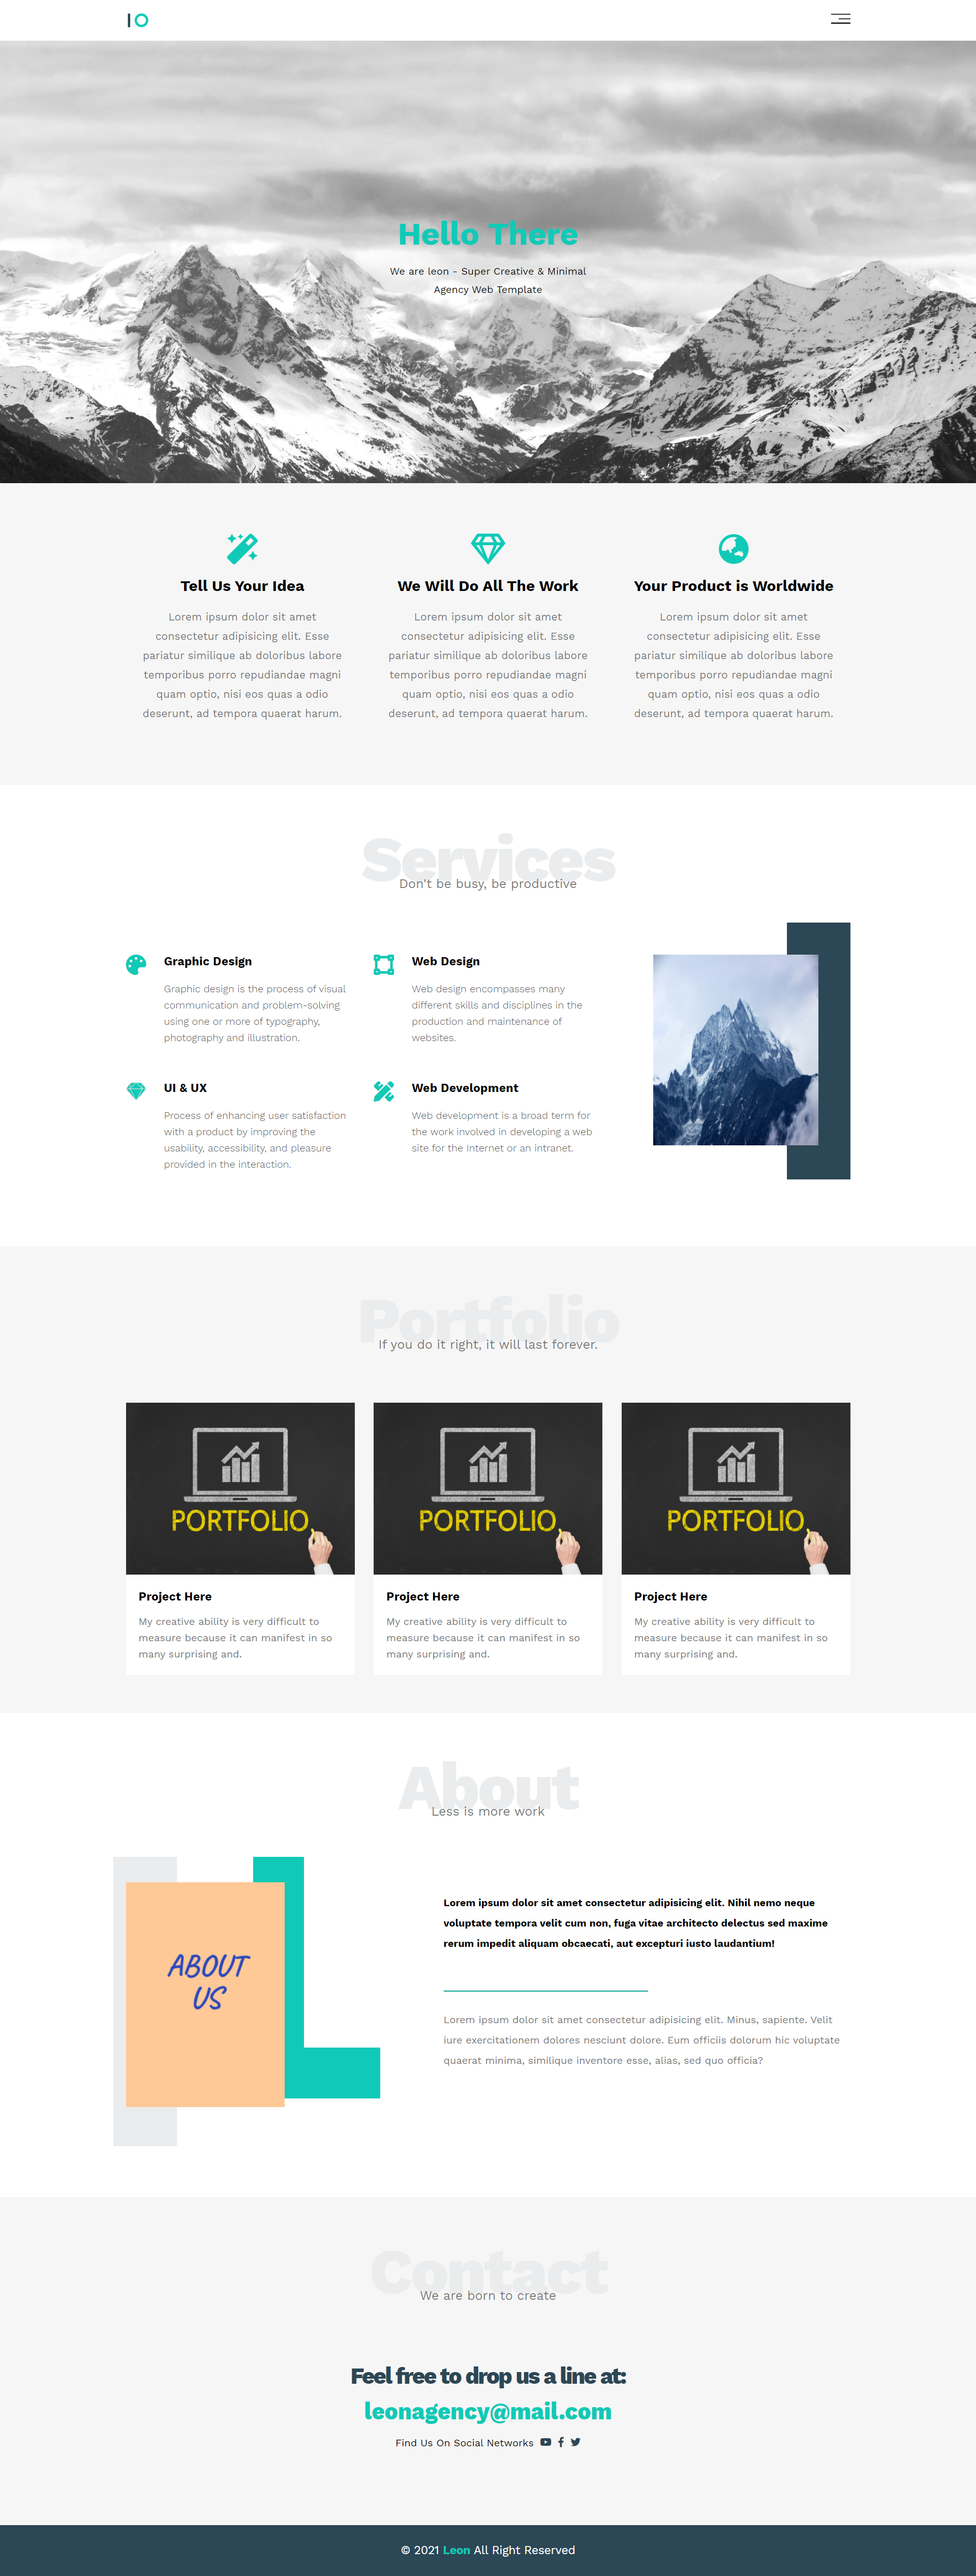 IO
Hello There
We are leon - Super Creative & Minimal
Agency Web Template
Tell Us Your Idea
Lorem ipsum dolor sit amet
consectetur adipisicing elit. Esse
pariatur similique ab doloribus labore
temporibus porro repudiandae magni
quam optio, nisi eos quas a odio
deserunt, ad tempora quaerat harum.
We Will Do All The Work
Lorem ipsum dolor sit amet
consectetur adipisicing elit. Esse
pariatur similique ab doloribus labore
temporibus porro repudiandae magni
quam optio, nisi eos quas a odio
deserunt, ad tempora quaerat harum.
Your Product is Worldwide
Lorem ipsum dolor sit amet
consectetur adipisicing elit. Esse
pariatur similique ab doloribus labore
temporibus porro repudiandae magni
quam optio, nisi eos quas a odio
deserunt, ad tempora quaerat harum.
Services
Don't be busy, be productive
Graphic Design
Graphic design is the process of visual
communication and problem-solving
using one or more of typography,
photography and illustration.
Web Design
Web design encompasses many
different skills and disciplines in the
production and maintenance of
websites.
UI & UX
Process of enhancing user satisfaction
with a product by improving the
usability, accessibility, and pleasure
provided in the interaction.
Web Development
Web development is a broad term for
the work involved in developing a web
site for the Internet or an intranet.
Portfolio
If you do it right, it will last forever.
PORTFOLIO
Project Here
My creative ability is very difficult to
measure because it can manifest in so
many surprising and.
PORTFOLIO
Project Here
My creative ability is very difficult to
measure because it can manifest in so
many surprising and.
PORTFOLIO
Project Here
My creative ability is very difficult to
measure because it can manifest in so
many surprising and.
About
Less is more work
ABOUT
US
Lorem ipsum dolor sit amet consectetur adipisicing elit. Nihil nemo neque
voluptate tempora velit cum non, fuga vitae architecto delectus sed maxime
rerum impedit aliquam obcaecati, aut excepturi iusto laudantium!
Lorem ipsum dolor sit amet consectetur adipisicing elit. Minus, sapiente. Velit
iure exercitationem dolores nesciunt dolore. Eum officiis dolorum hic voluptate
quaerat minima, similique inventore esse, alias, sed quo officia?
Contact
We are born to create
Feel free to drop us a line at:
leonagency@mail.com
Find Us On Social Networks
© 2021 Leon All Right Reserved